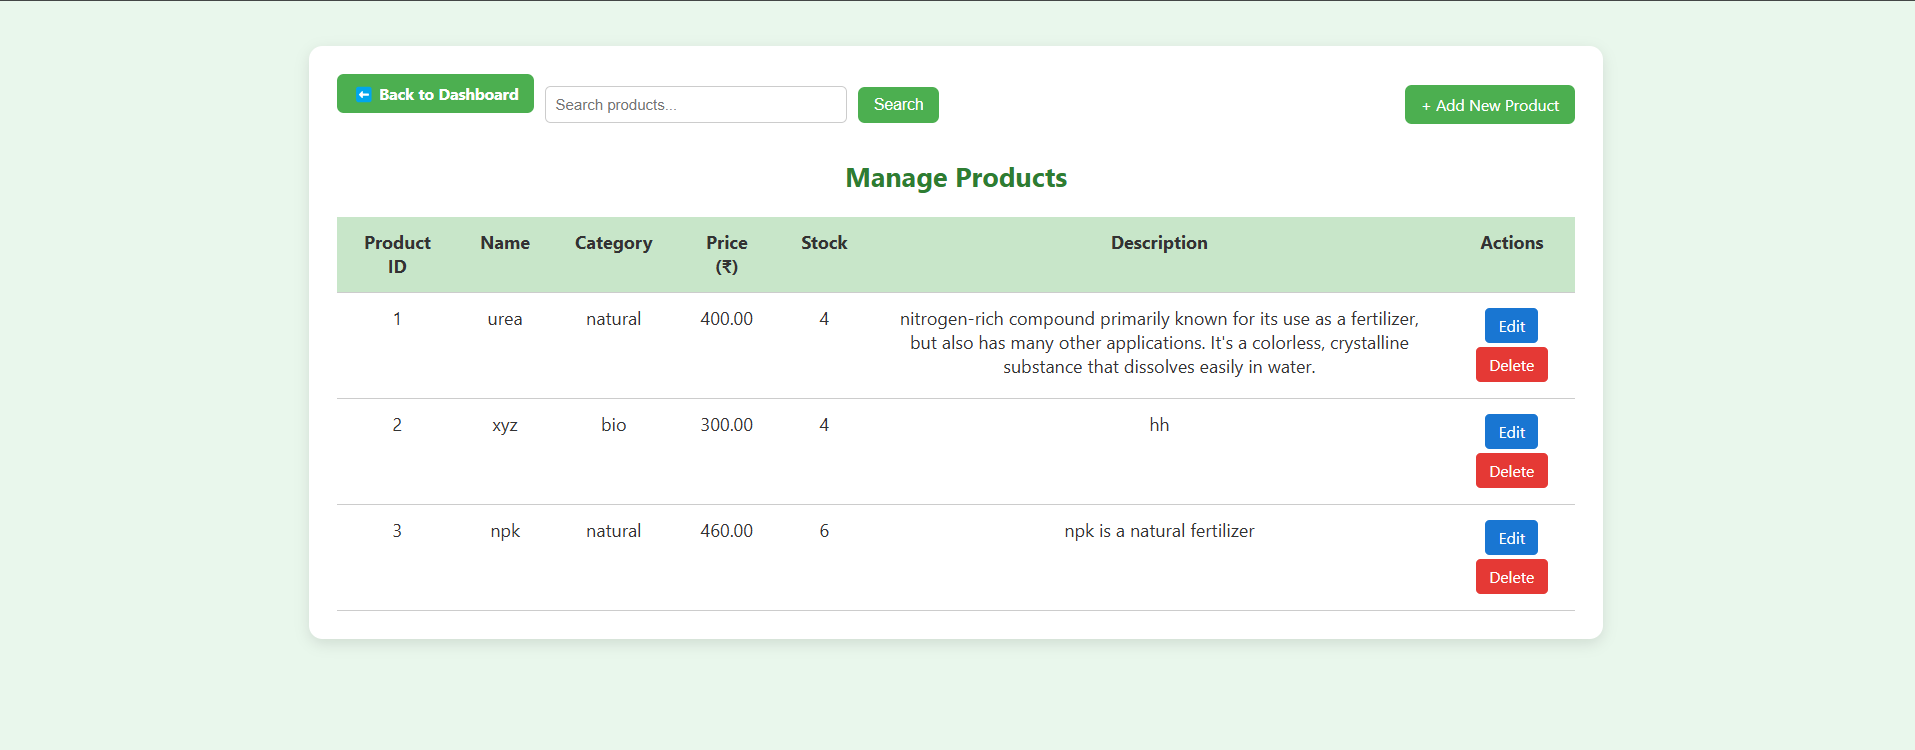 ⬅️ Back to Dashboard
Search products...
Search
+ Add New Product
Manage Products
Product ID
Name
Category
Price (₹)
Stock
Description
Actions
1
urea
natural
400.00
4
nitrogen-rich compound primarily known for its use as a fertilizer,
but also has many other applications. It's a colorless, crystalline
substance that dissolves easily in water.
Edit
Delete
2
xyz
bio
300.00
4
hh
Edit
Delete
3
npk
natural
460.00
6
npk is a natural fertilizer
Edit
Delete